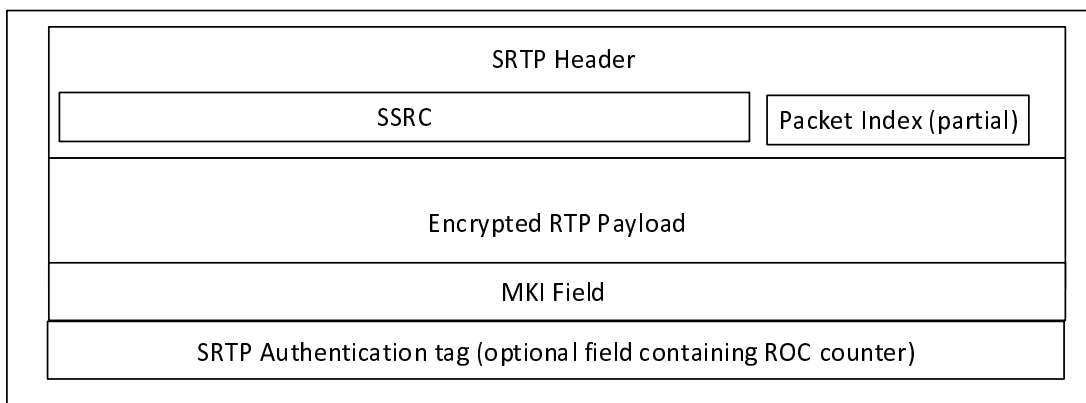 SRTP Header
SSRC
Packet Index (partial)
Encrypted RTP Payload
MKI Field
SRTP Authentication tag (optional field containing ROC counter)